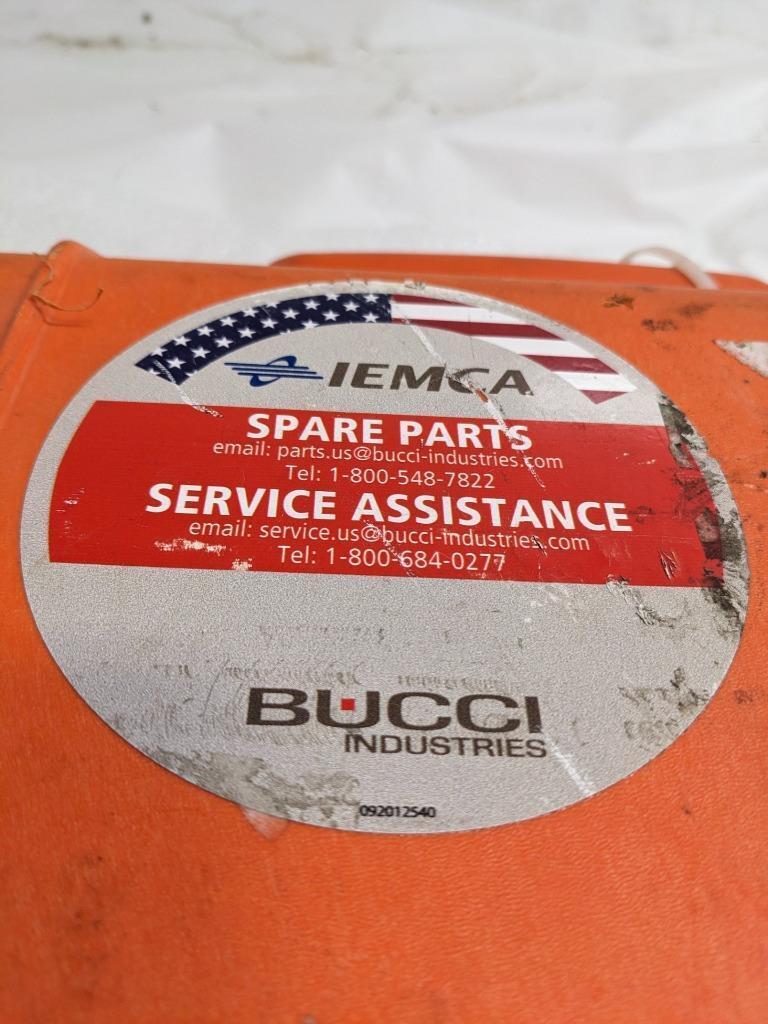 IEMCA
SPARE PARTS
email: parts.us@bucci-industries.com
Tel: 1-800-548-7822
SERVICE ASSISTANCE
email: service.us@bucci-industries.com
Tel: 1-800-684-0277
BUCCI
INDUSTRIES
092012540